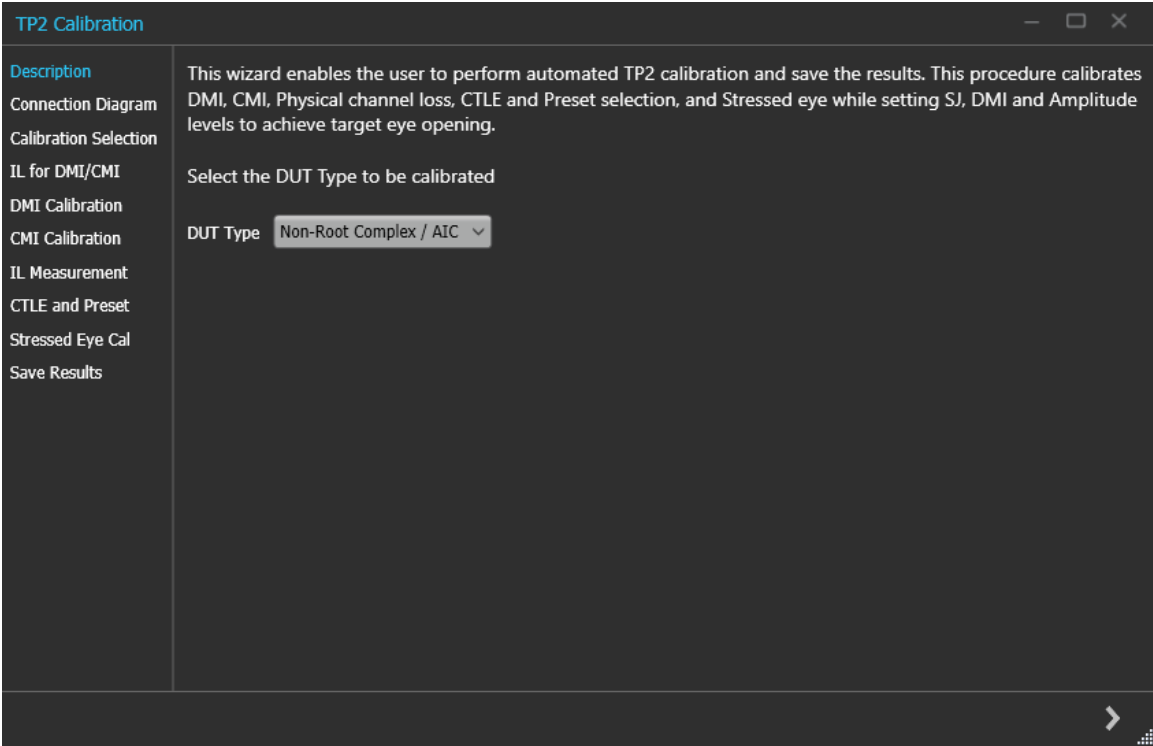 TP2 Calibration
Description
Connection Diagram
Calibration Selection
IL for DMI/CMI
DMI Calibration
CMI Calibration
IL Measurement
CTLE and Preset
Stressed Eye Cal
Save Results
This wizard enables the user to perform automated TP2 calibration and save the results. This procedure calibrates
DMI, CMI, Physical channel loss, CTLE and Preset selection, and Stressed eye while setting SJ, DMI and Amplitude
levels to achieve target eye opening.
Select the DUT Type to be calibrated
DUT Type Non-Root Complex / AIC